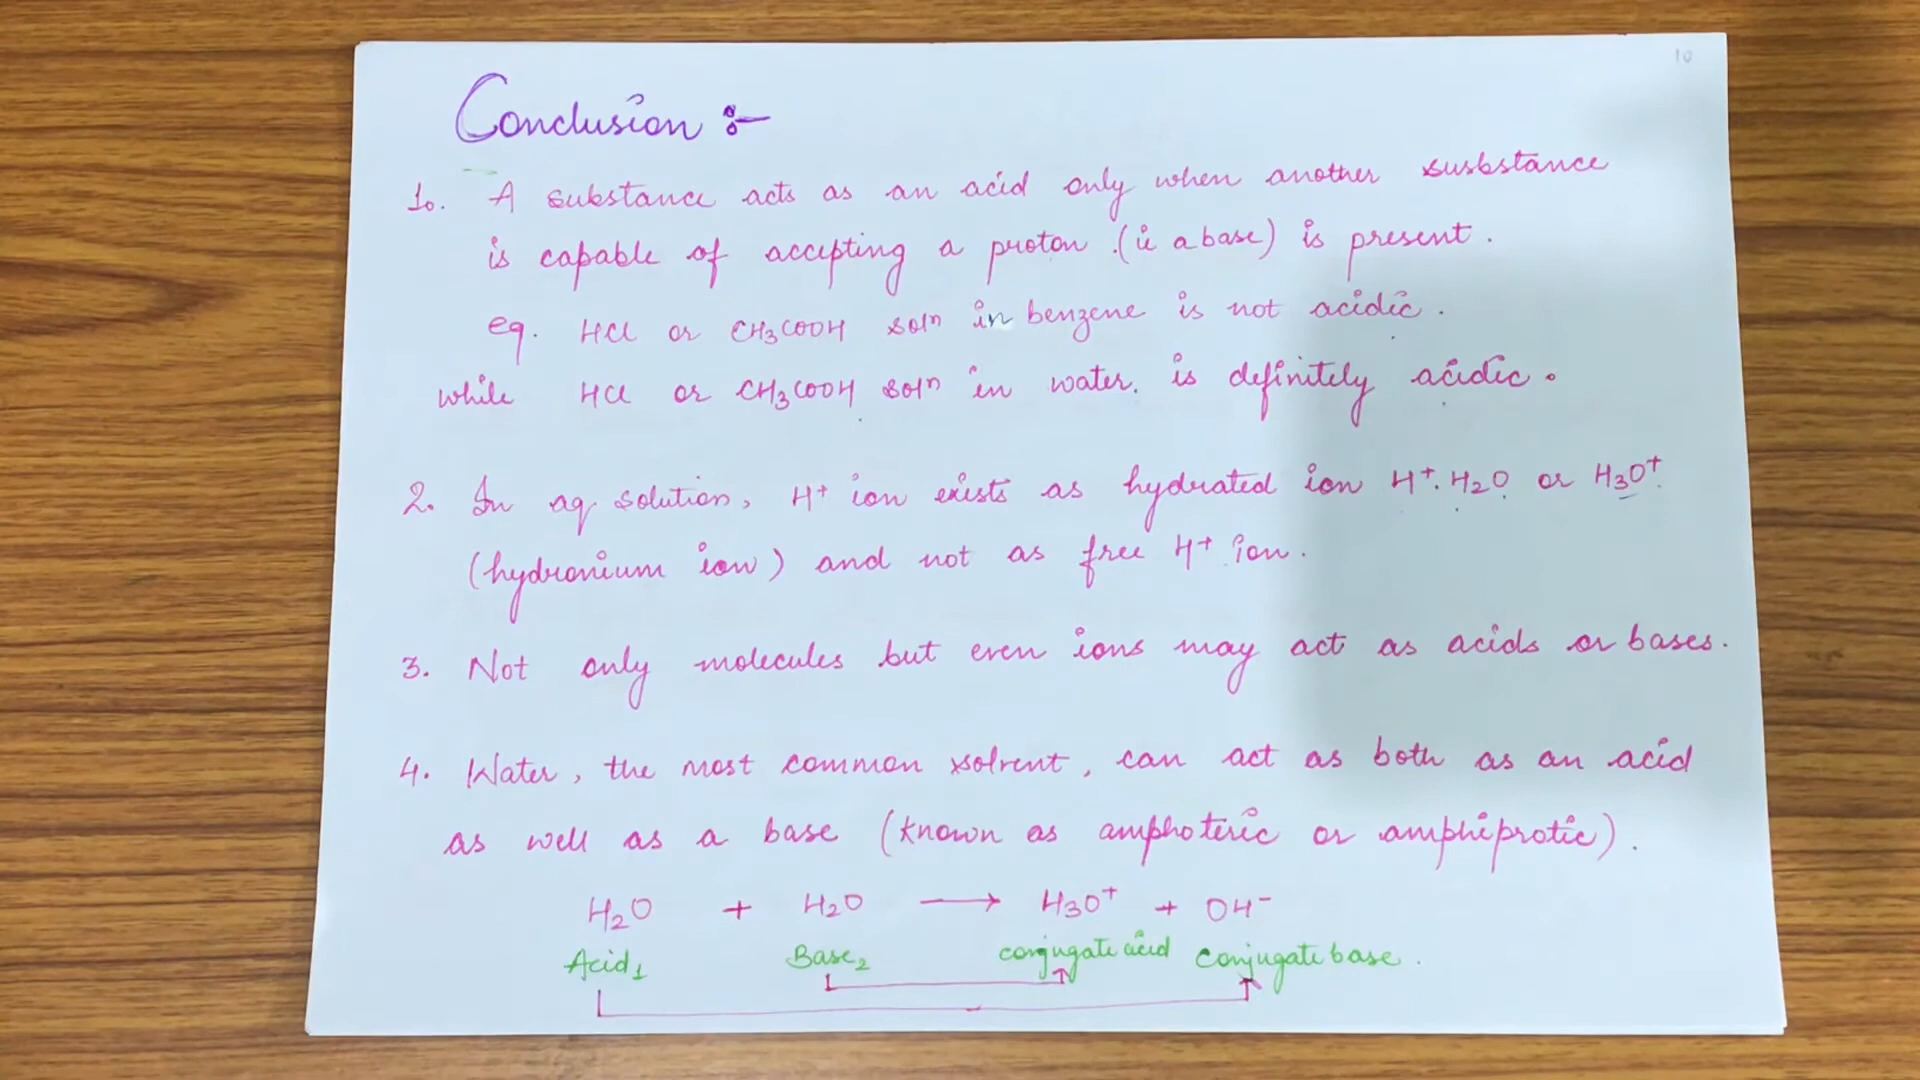 10
Conclusion :-
1. A substance acts as an acid only when another susbstance
is capable of accepting a proton (ie a base) is present.
eg. HCl or CH3COOH soln in benzene is not acidic.
while HCl or CH3COOH soln in water. is definitely acidic.
2. In aq solution, H+ ion exists as hydrated ion H+.H2O or H3O+
(hydronium ion) and not as free H+ ion.
3. Not only molecules but even ions may act as acids or bases.
4. Water, the most common solvent, can act as both as an acid
as well as a base (known as amphoteric or amphiprotic).
H2O + H2O → H3O+ + OH-
Acid1 Base2 conjugate acid Conjugate base.